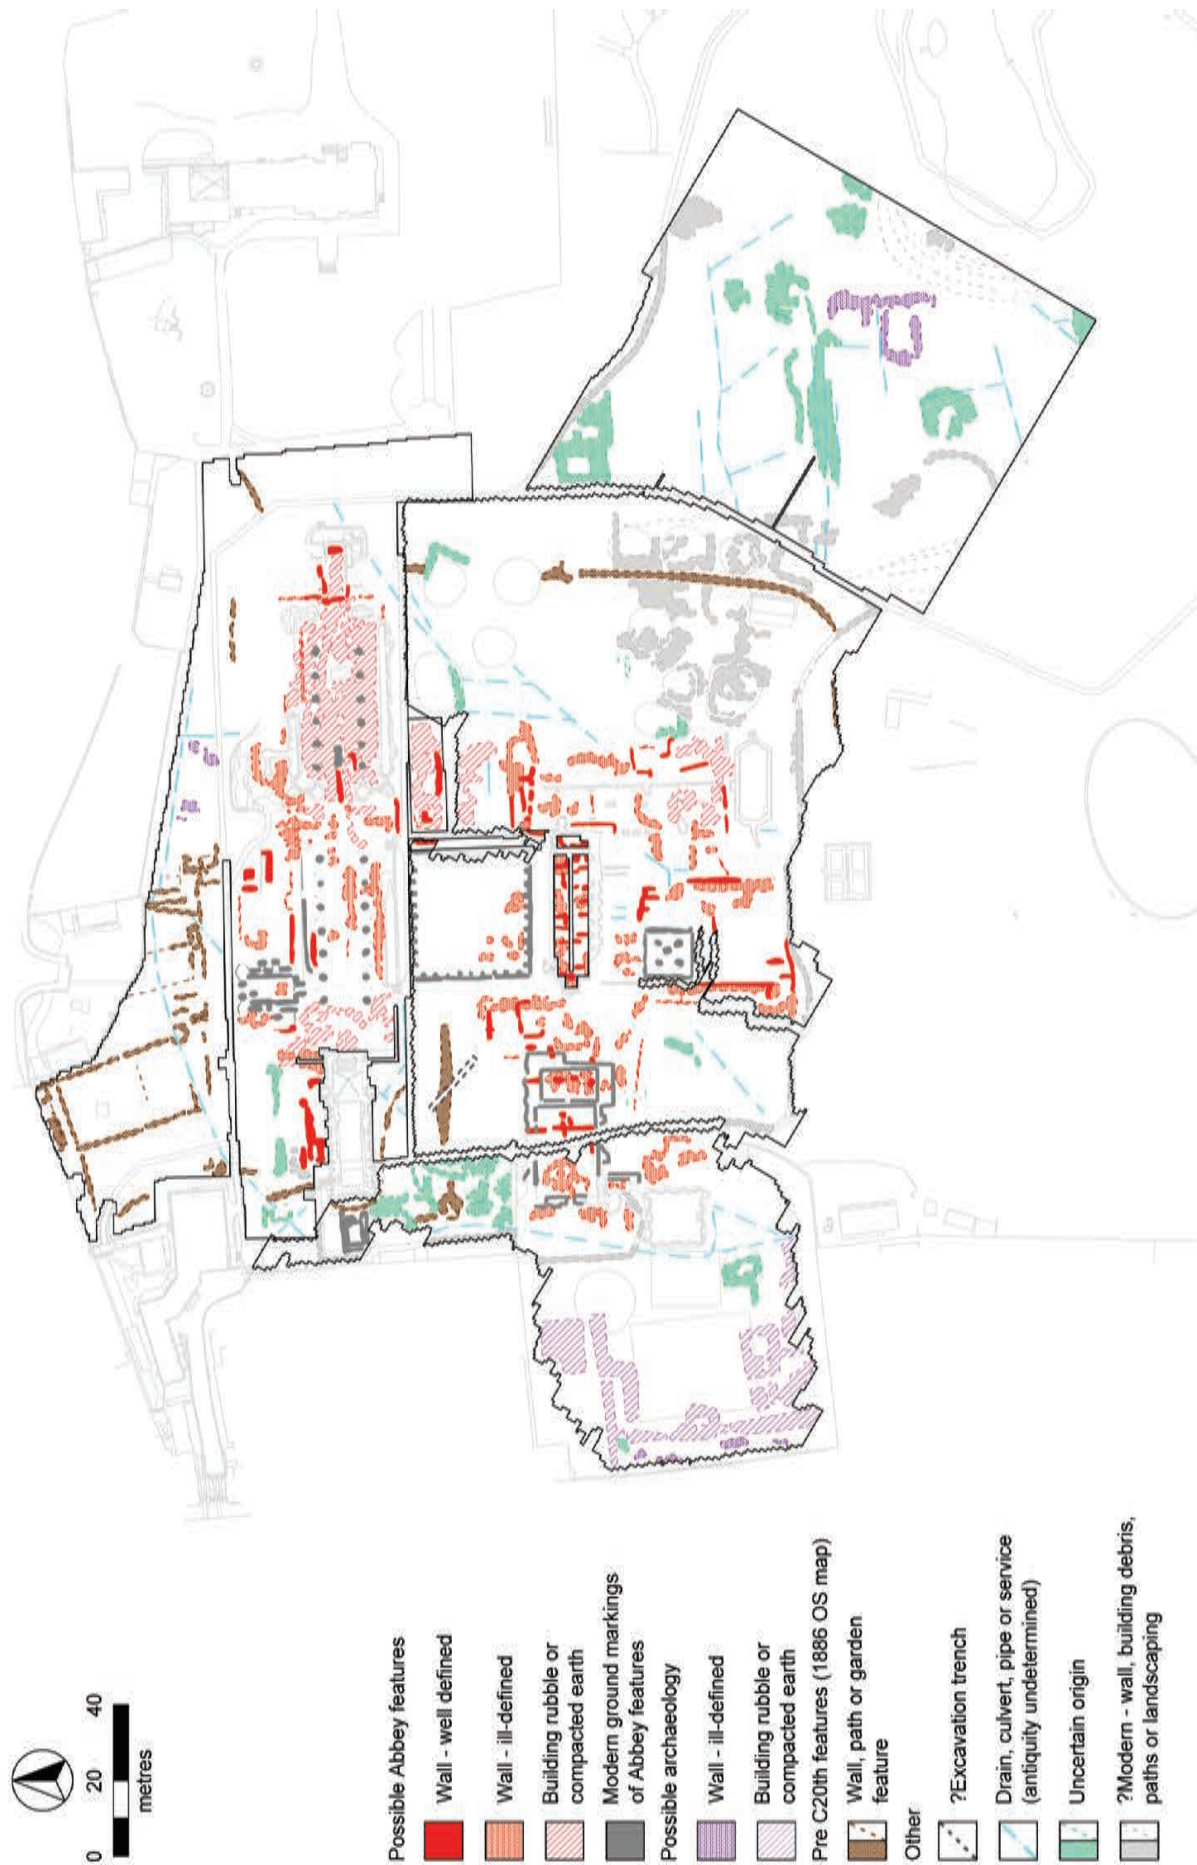 0 20 40
metres
Possible Abbey features
Wall - well defined
Wall - ill-defined
Building rubble or
compacted earth
Modern ground markings
of Abbey features
Possible archaeology
Wall - ill-defined
Building rubble or
compacted earth
Pre C20th features (1886 OS map)
Wall, path or garden
feature
Other
?Excavation trench
Drain, culvert, pipe or service
(antiquity undetermined)
Uncertain origin
?Modern - wall, building debris,
paths or landscaping